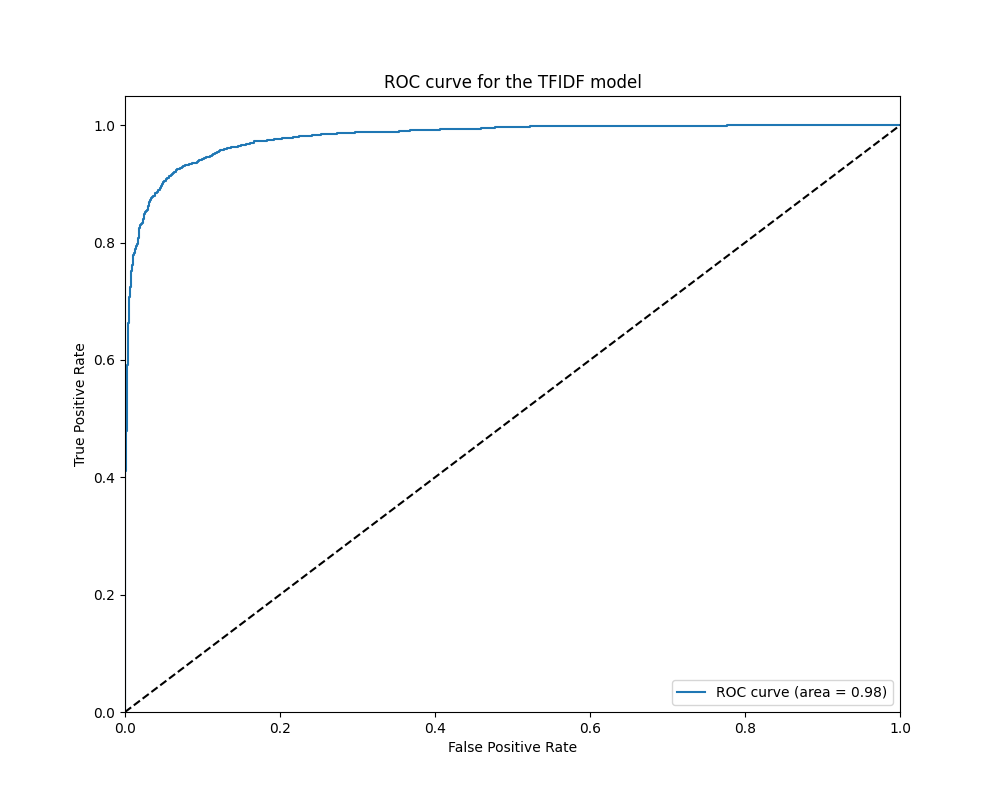 ROC curve for the TFIDF model
True Positive Rate
1.0
0.8
0.6
0.4
0.2
0.0
0.0 0.2 0.4 0.6 0.8 1.0
False Positive Rate
ROC curve (area = 0.98)